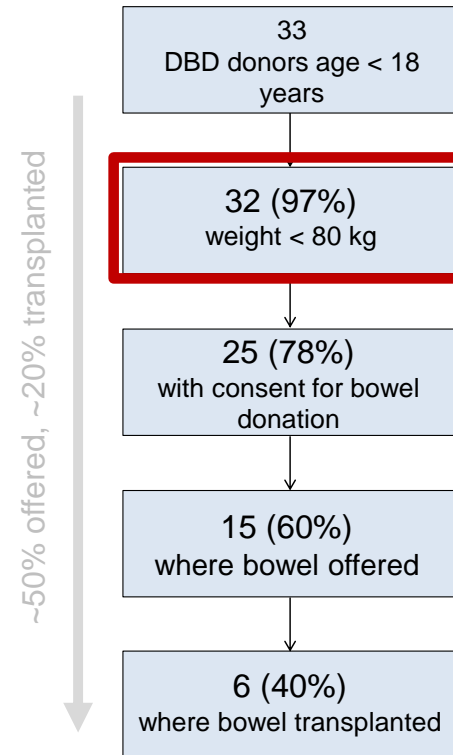 33
DBD donors age < 18
years
32 (97%)
weight < 80 kg
25 (78%)
with consent for bowel
donation
15 (60%)
where bowel offered
6 (40%)
where bowel transplanted
~50% offered, ~20% transplanted